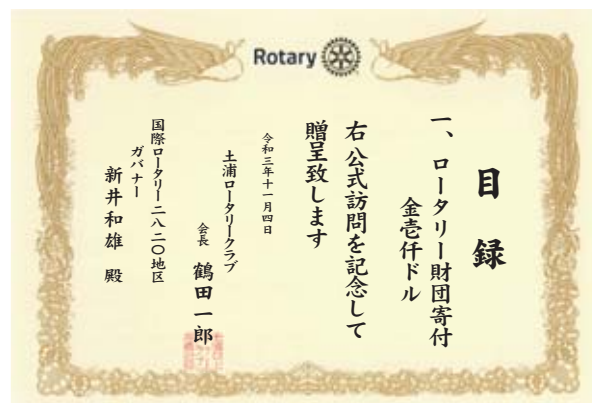 Rotary
目録
一、ロータリー財団寄付
金壱仟ドル
右公式訪問を記念して
贈呈致します
令和三年十一月四日
土浦ロータリークラブ
会長 鶴田一郎
国際ロータリー二八二〇地区
ガバナー
新井和雄 殿